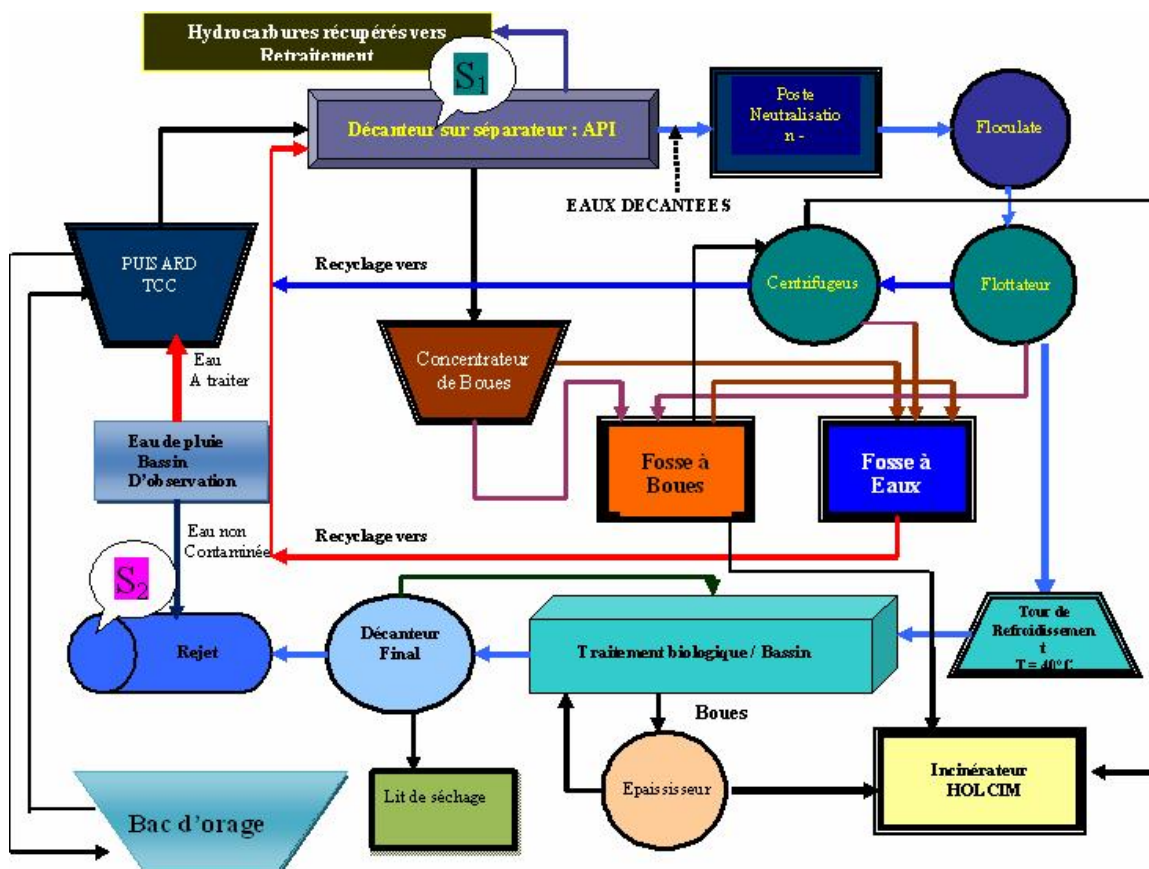 Hydrocarbures récupérés vers
Retraitement
S1
Décanteur sur séparateur : API
Poste
Neutralisatio
n -
Floculate
EAUX DECANTEES
PUISARD
TCC
Recyclage vers
Centrifugeus
Flottateur
Concentrateur
de Boues
Eau
A traiter
Eau de pluie
Bassin
D'observation
Fosse à
Boues
Fosse à
Eaux
Eau non
Contaminée
Recyclage vers
S2
Rejet
Décanteur
Final
Traitement biologique / Bassin
Tour de
Refroidissemen
t
T = 40°C
Boues
Bac d'orage
Lit de séchage
Epaississeur
Incinérateur
HOLCIM